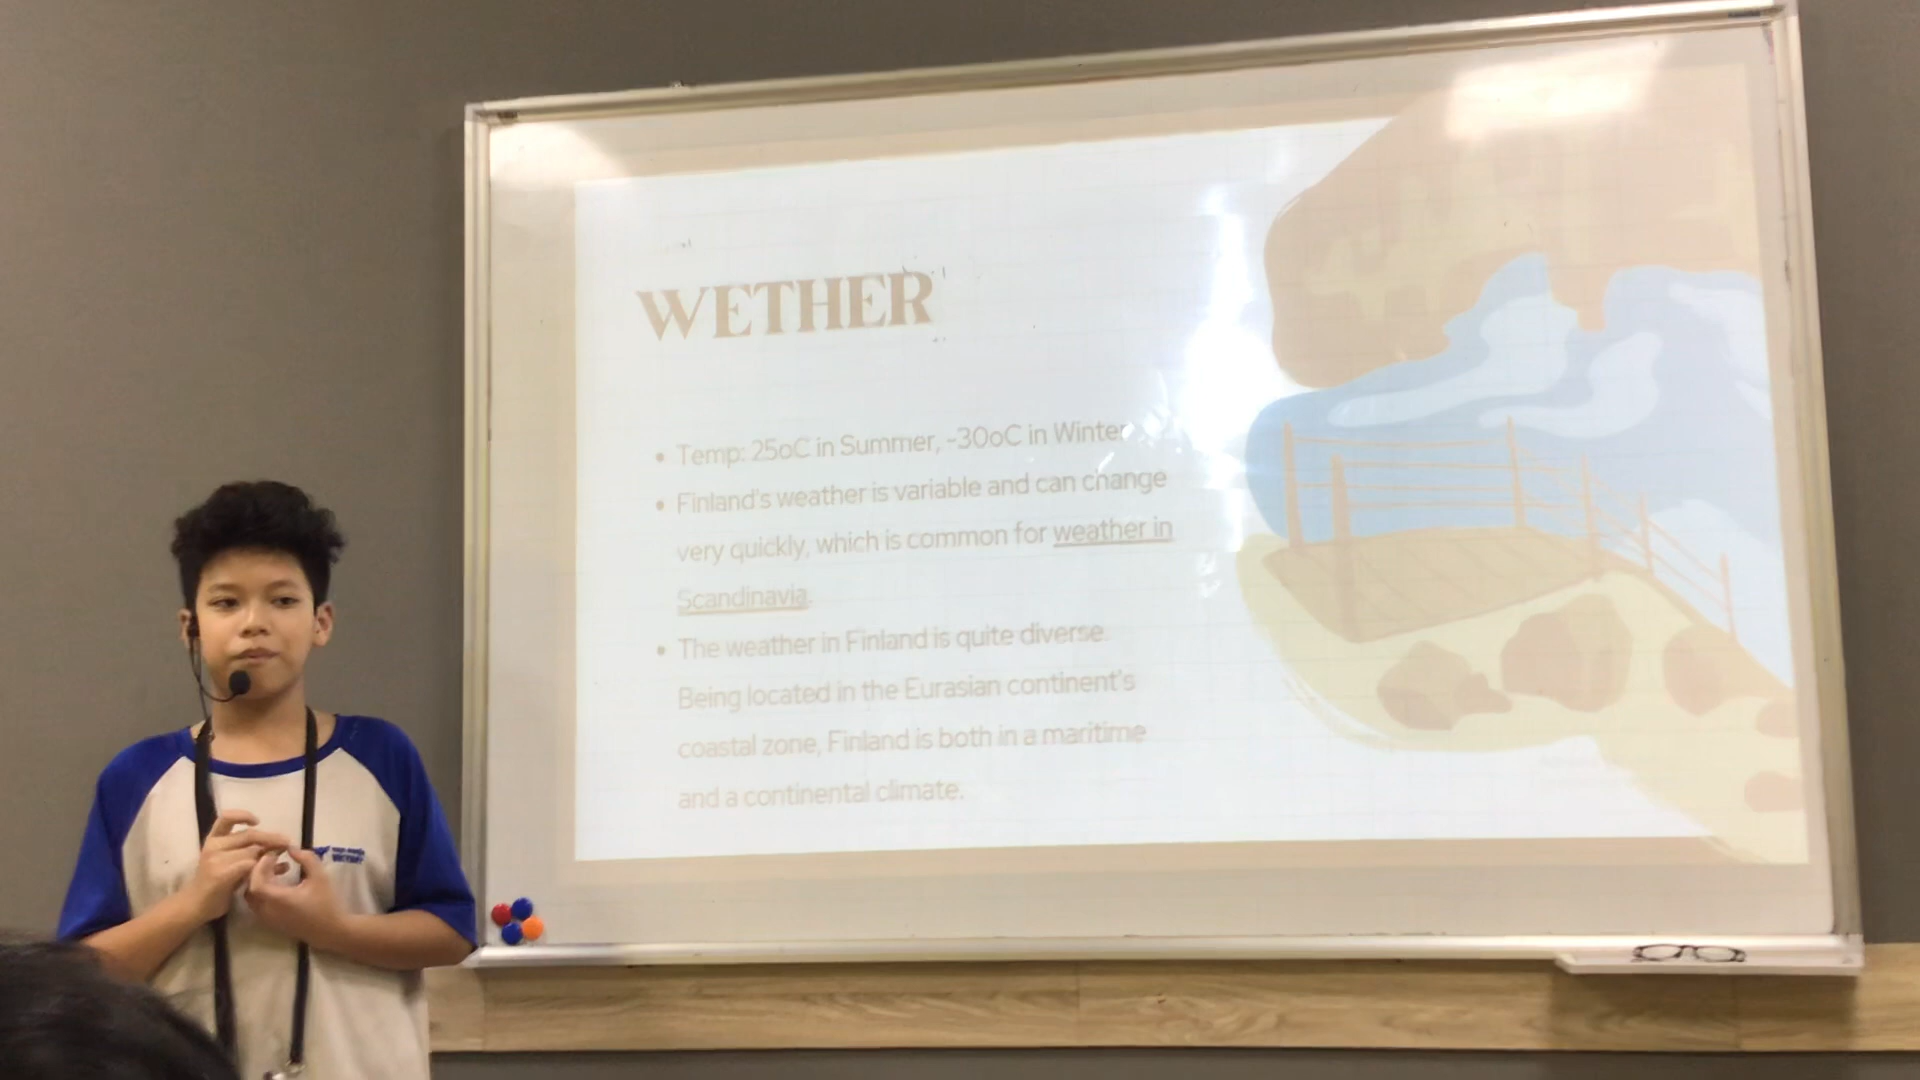 WETHER
• Temp: 25oC in Summer, -30oC in Winter
• Finland's weather is variable and can change
very quickly, which is common for weather in
Scandinavia.
• The weather in Finland is quite diverse.
Being located in the Eurasian continent's
coastal zone, Finland is both in a maritime
and a continental climate.